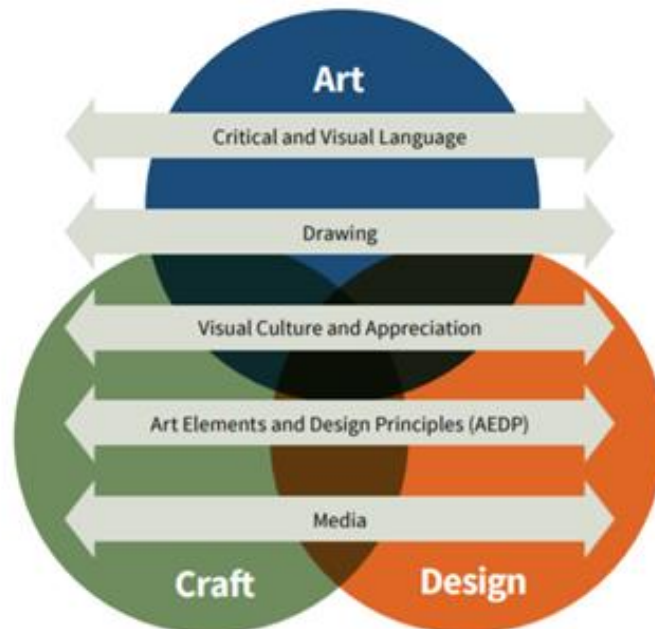 Art
Critical and Visual Language
Drawing
Visual Culture and Appreciation
Art Elements and Design Principles (AEDP)
Media
Craft
Design